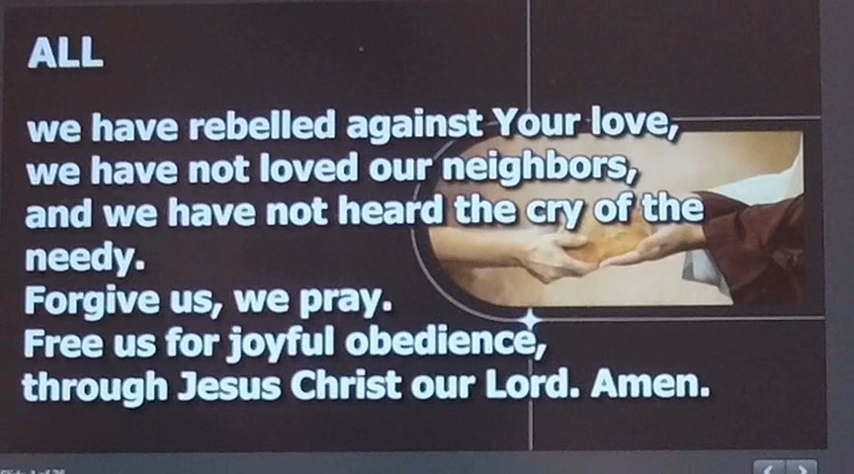 ALL
we have rebelled against Your love,
we have not loved our neighbors,
and we have not heard the cry of the
needy.
Forgive us, we pray.
Free us for joyful obedience,
through Jesus Christ our Lord. Amen.